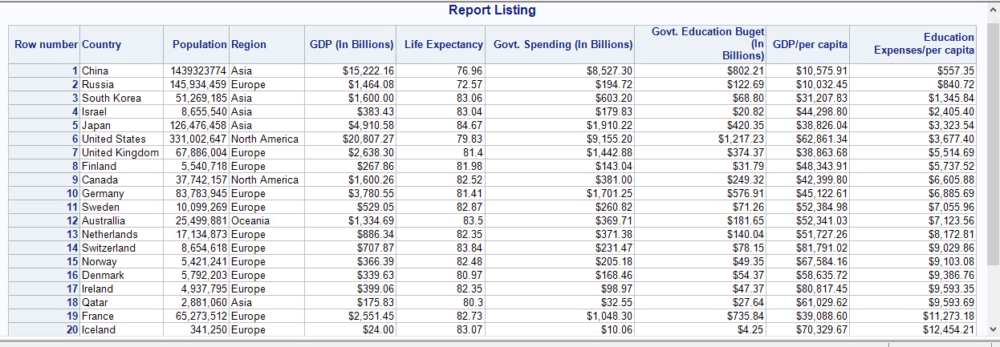 Report Listing
Row number Country Population Region GDP (In Billions) Life Expectancy Govt. Spending (In Billions) Govt. Education Buget (In Billions) GDP/per capita Education Expenses/per capita
1 China 1439323774 Asia $15,222.16 76.96 $8,527.30 $802.21 $10,575.91 $557.35
2 Russia 145,934,459 Europe $1,464.08 72.57 $194.72 $122.69 $10,032.45 $840.72
3 South Korea 51,269,185 Asia $1,600.00 83.06 $603.20 $68.80 $31,207.83 $1,345.84
4 Israel 8,655,540 Asia $383.43 83.04 $179.83 $20.82 $44,298.80 $2,405.40
5 Japan 126,476,458 Asia $4,910.58 84.67 $1,910.22 $420.35 $38,826.04 $3,323.54
6 United States 331,002,647 North America $20,807.27 79.83 $9,155.20 $1,217.23 $62,861.34 $3,677.40
7 United Kingdom 67,886,004 Europe $2,638.30 81.4 $1,442.88 $374.37 $38,863.68 $5,514.69
8 Finland 5,540,718 Europe $267.86 81.98 $143.04 $31.79 $48,343.91 $5,737.52
9 Canada 37,742,157 North America $1,600.26 82.52 $381.00 $249.32 $42,399.80 $6,605.88
10 Germany 83,783,945 Europe $3,780.55 81.41 $1,701.25 $576.91 $45,122.61 $6,885.69
11 Sweden 10,099,269 Europe $529.05 82.87 $260.82 $71.26 $52,384.98 $7,055.96
12 Australlia 25,499,881 Oceania $1,334.69 83.5 $369.71 $181.65 $52,341.03 $7,123.56
13 Netherlands 17,134,873 Europe $886.34 82.35 $371.38 $140.04 $51,727.26 $8,172.81
14 Switzerland 8,654,618 Europe $707.87 83.84 $231.47 $78.15 $81,791.02 $9,029.86
15 Norway 5,421,241 Europe $366.39 82.48 $205.18 $49.35 $67,584.16 $9,103.08
16 Denmark 5,792,203 Europe $339.63 80.97 $168.46 $54.37 $58,635.72 $9,386.76
17 Ireland 4,937,795 Europe $399.06 82.35 $98.97 $47.37 $80,817.45 $9,593.35
18 Qatar 2,881,060 Asia $175.83 80.3 $32.55 $27.64 $61,029.62 $9,593.69
19 France 65,273,512 Europe $2,551.45 82.73 $1,048.30 $735.84 $39,088.60 $11,273.18
20 Iceland 341,250 Europe $24.00 83.07 $10.06 $4.25 $70,329.67 $12,454.21